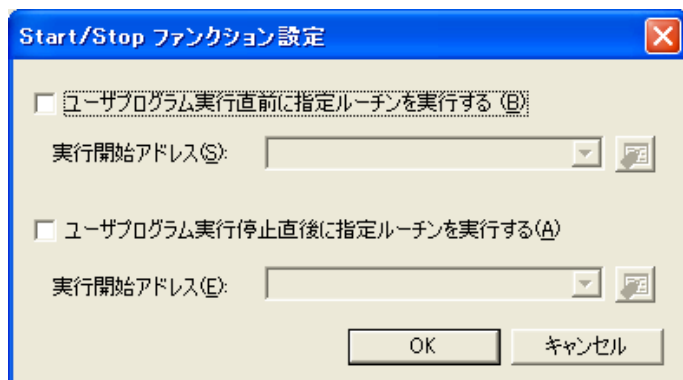 Start/Stop ファンクション設定
ユーザプログラム実行直前に指定ルーチンを実行する (B)
実行開始アドレス(S):
ユーザプログラム実行停止直後に指定ルーチンを実行する(A)
実行開始アドレス(E):
OK キャンセル